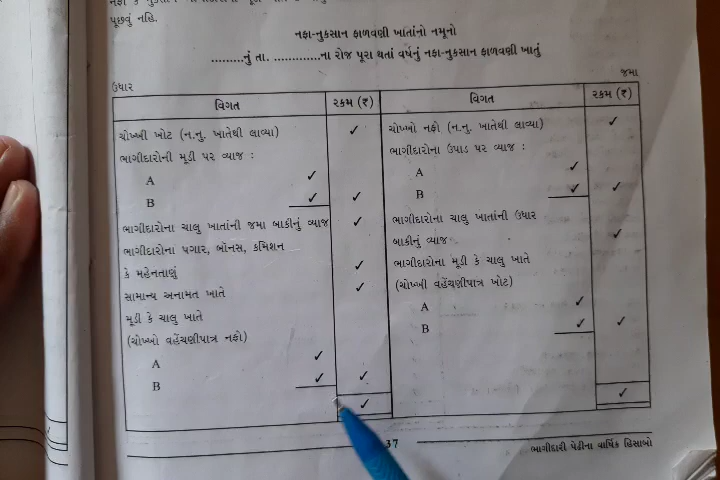 પૂછવું નહિ.
નફા-નુકસાન ફાળવણી ખાતાંનો નમૂનો
.........નું તા. .............ના રોજ પૂરા થતાં વર્ષનું નફા-નુકસાન ફાળવણી ખાતું
ઉધાર જમા
વિગત રકમ (₹) વિગત રકમ (₹)
ચોખ્ખી ખોટ (ન.નુ. ખાતેથી લાવ્યા) ✓
ભાગીદારોની મૂડી પર વ્યાજ :
A ✓
B ✓ ✓
ભાગીદારોના ચાલુ ખાતાંની જમા બાકીનું વ્યાજ ✓
ભાગીદારોના પગાર, બૉનસ, કમિશન
કે મહેનતાણું ✓
સામાન્ય અનામત ખાતે ✓
મૂડી કે ચાલુ ખાતે
(ચોખ્ખો વહેંચણીપાત્ર નફો)
A ✓
B ✓ ✓
✓
ચોખ્ખો નફો (ન.નુ. ખાતેથી લાવ્યા) ✓
ભાગીદારોના ઉપાડ પર વ્યાજ :
A ✓
B ✓ ✓
ભાગીદારોના ચાલુ ખાતાંની ઉધાર
બાકીનું વ્યાજ ✓
ભાગીદારોના મૂડી કે ચાલુ ખાતે
(ચોખ્ખી વહેંચણીપાત્ર ખોટ)
A ✓
B ✓ ✓
✓
37 ભાગીદારી પેઢીના વાર્ષિક હિસાબો